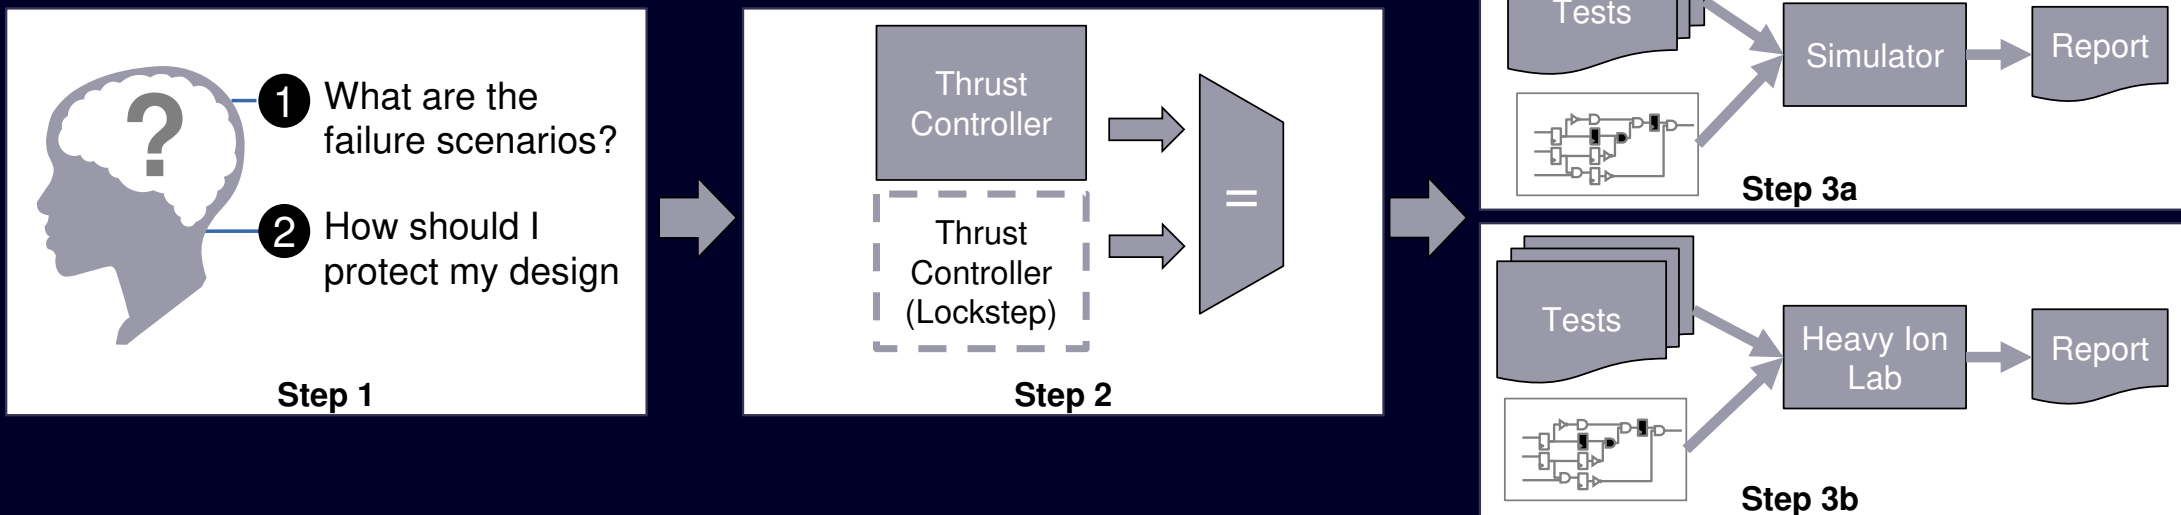 ?
1 What are the
failure scenarios?
2 How should I
protect my design
Step 1
Thrust
Controller
Thrust
Controller
(Lockstep)
=
Step 2
Tests
Simulator
Report
Step 3a
Tests
Heavy Ion
Lab
Report
Step 3b